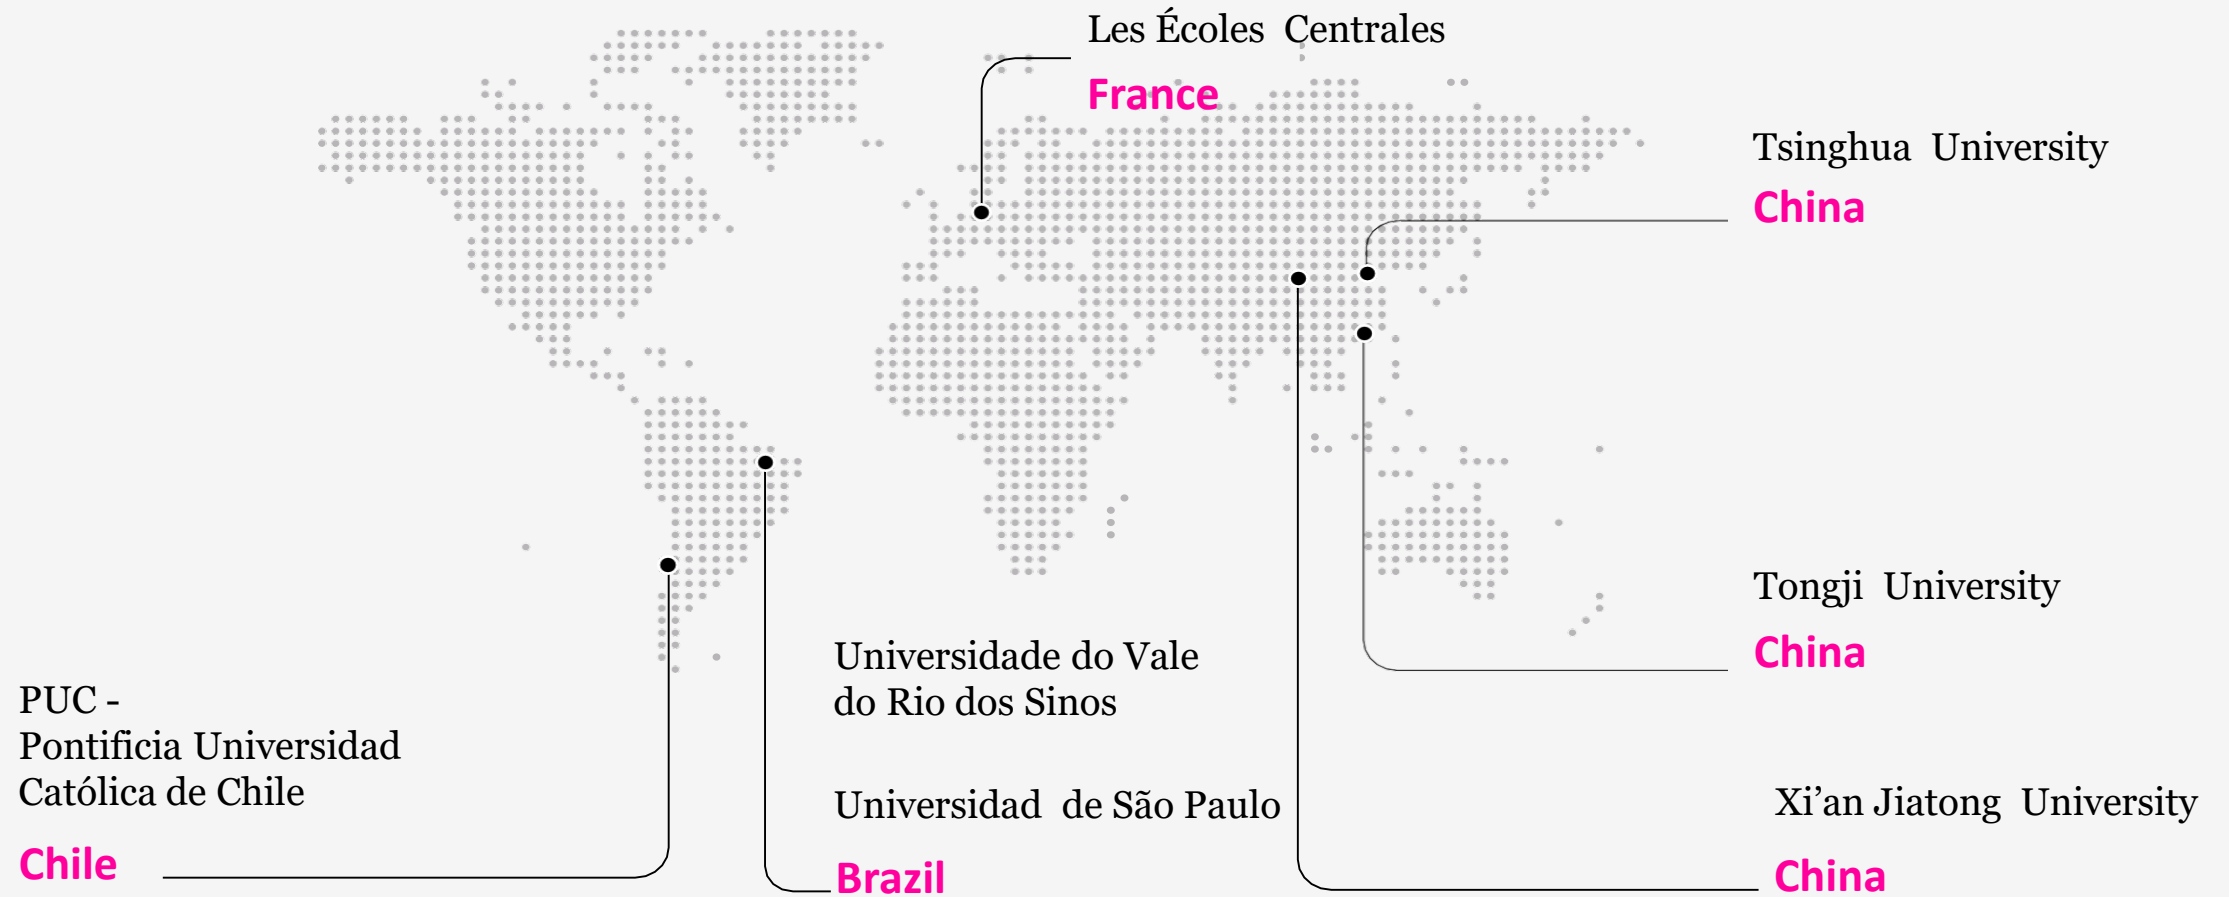 Les Écoles Centrales
France
Tsinghua University
China
Tongji University
China
Universidade do Vale
do Rio dos Sinos
Universidad de São Paulo
Brazil
PUC -
Pontificia Universidad
Católica de Chile
Chile
Xi’an Jiatong University
China